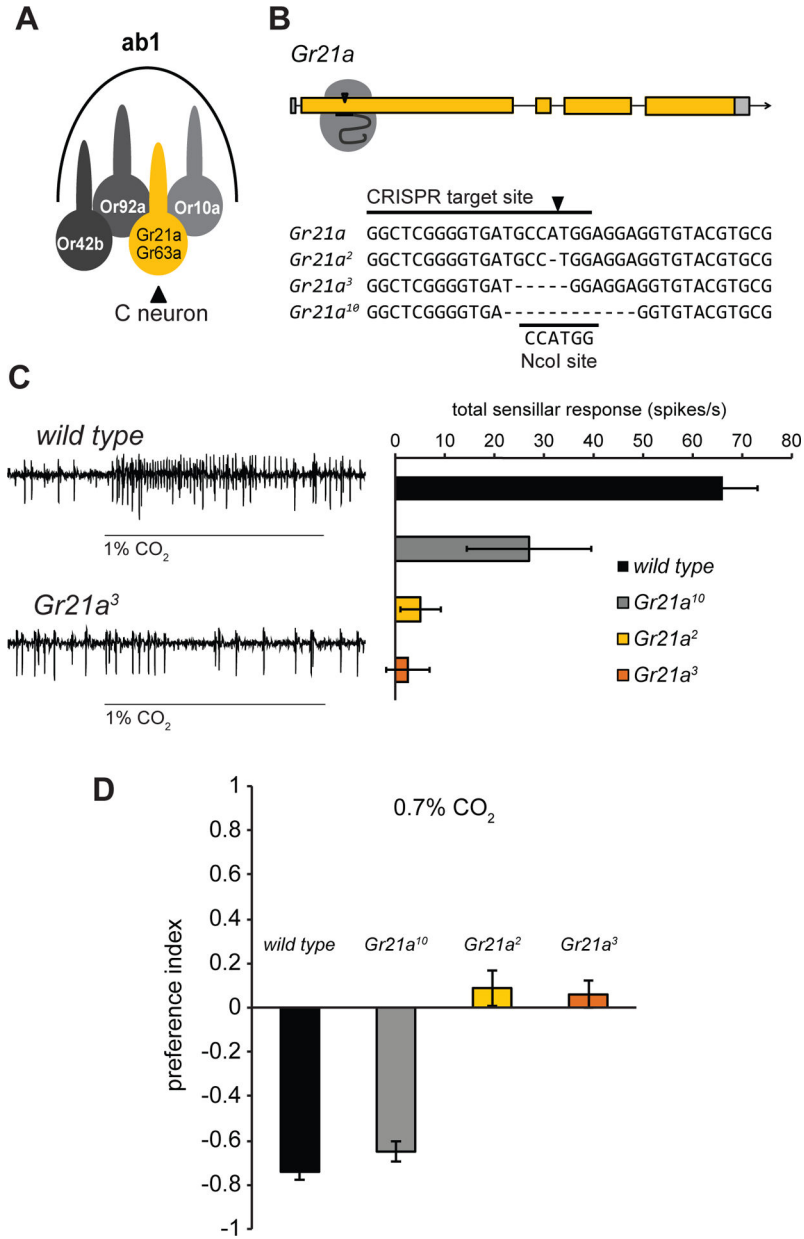 A
ab1
Or92a
Or10a
Or42b
Gr21a
Gr63a
C neuron
B
Gr21a
CRISPR target site
Gr21a GGCTCGGGGTGATGCCATGGAGGAGGTGTACGTGCG
Gr21a² GGCTCGGGGTGATGCC-TGGAGGAGGTGTACGTGCG
Gr21a³ GGCTCGGGGTGAT-----GGAGGAGGTGTACGTGCG
Gr21a¹⁰ GGCTCGGGGTGA------------GGTGTACGTGCG
CCATGG
NcoI site
C
wild type
1% CO₂
Gr21a³
1% CO₂
total sensillar response (spikes/s)
0 10 20 30 40 50 60 70 80
wild type
Gr21a¹⁰
Gr21a²
Gr21a³
D
0.7% CO₂
preference index
1
0.8
0.6
0.4
0.2
0
-0.2
-0.4
-0.6
-0.8
-1
wild type Gr21a¹⁰ Gr21a² Gr21a³